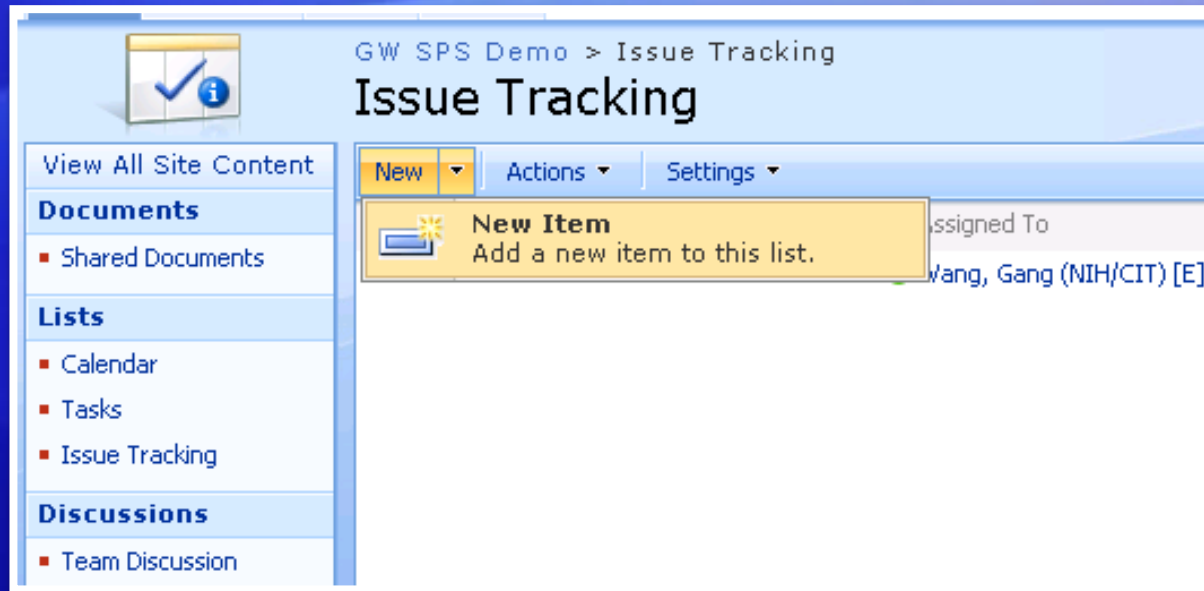 GW SPS Demo > Issue Tracking
Issue Tracking
View All Site Content
Documents
Shared Documents
Lists
Calendar
Tasks
Issue Tracking
Discussions
Team Discussion
New Actions Settings
New Item
Add a new item to this list.
ssigned To
Wang, Gang (NIH/CIT) [E]